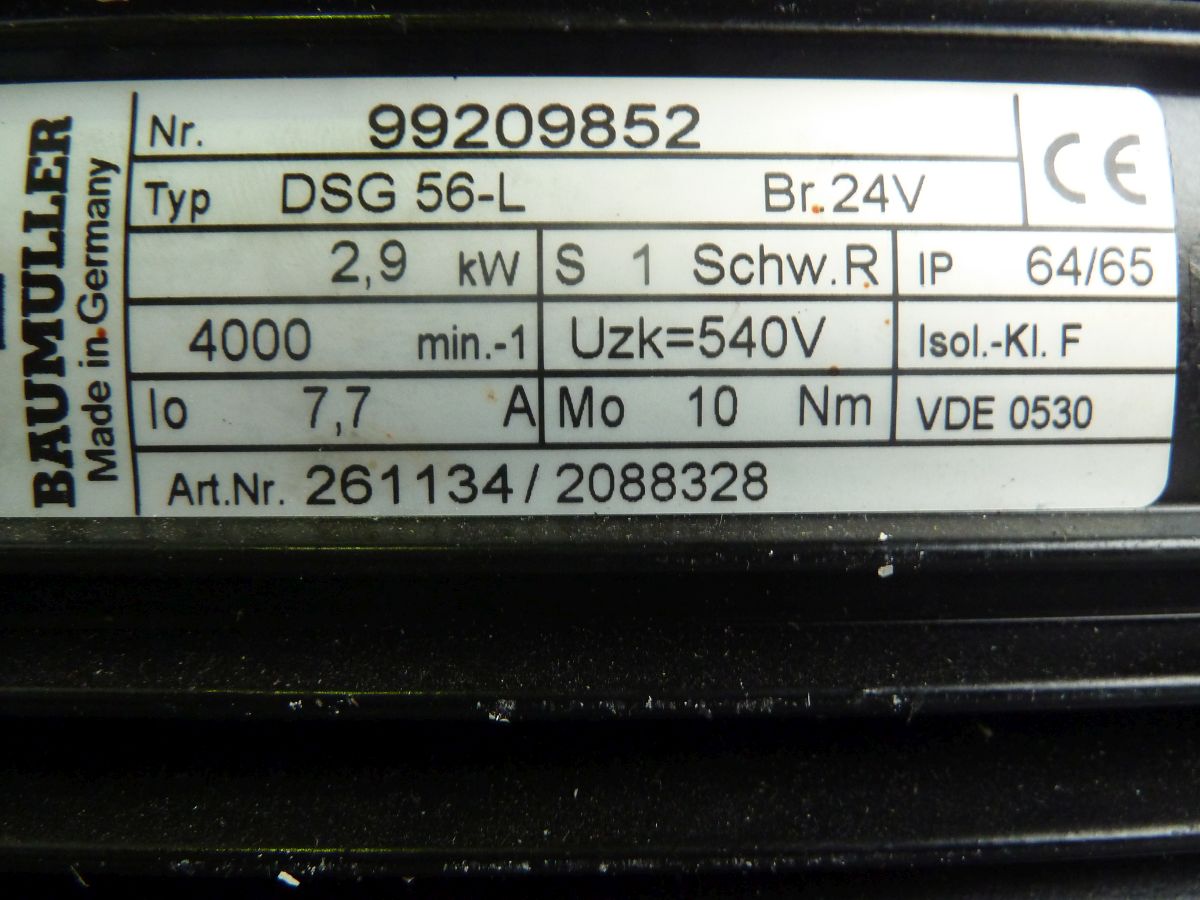 BAUMULLER
Made in Germany
Nr. 99209852
Typ DSG 56-L Br.24V
CE
2,9 kW S 1 Schw.R IP 64/65
4000 min.-1 Uzk=540V Isol.-Kl. F
Io 7,7 A Mo 10 Nm VDE 0530
Art.Nr. 261134/2088328